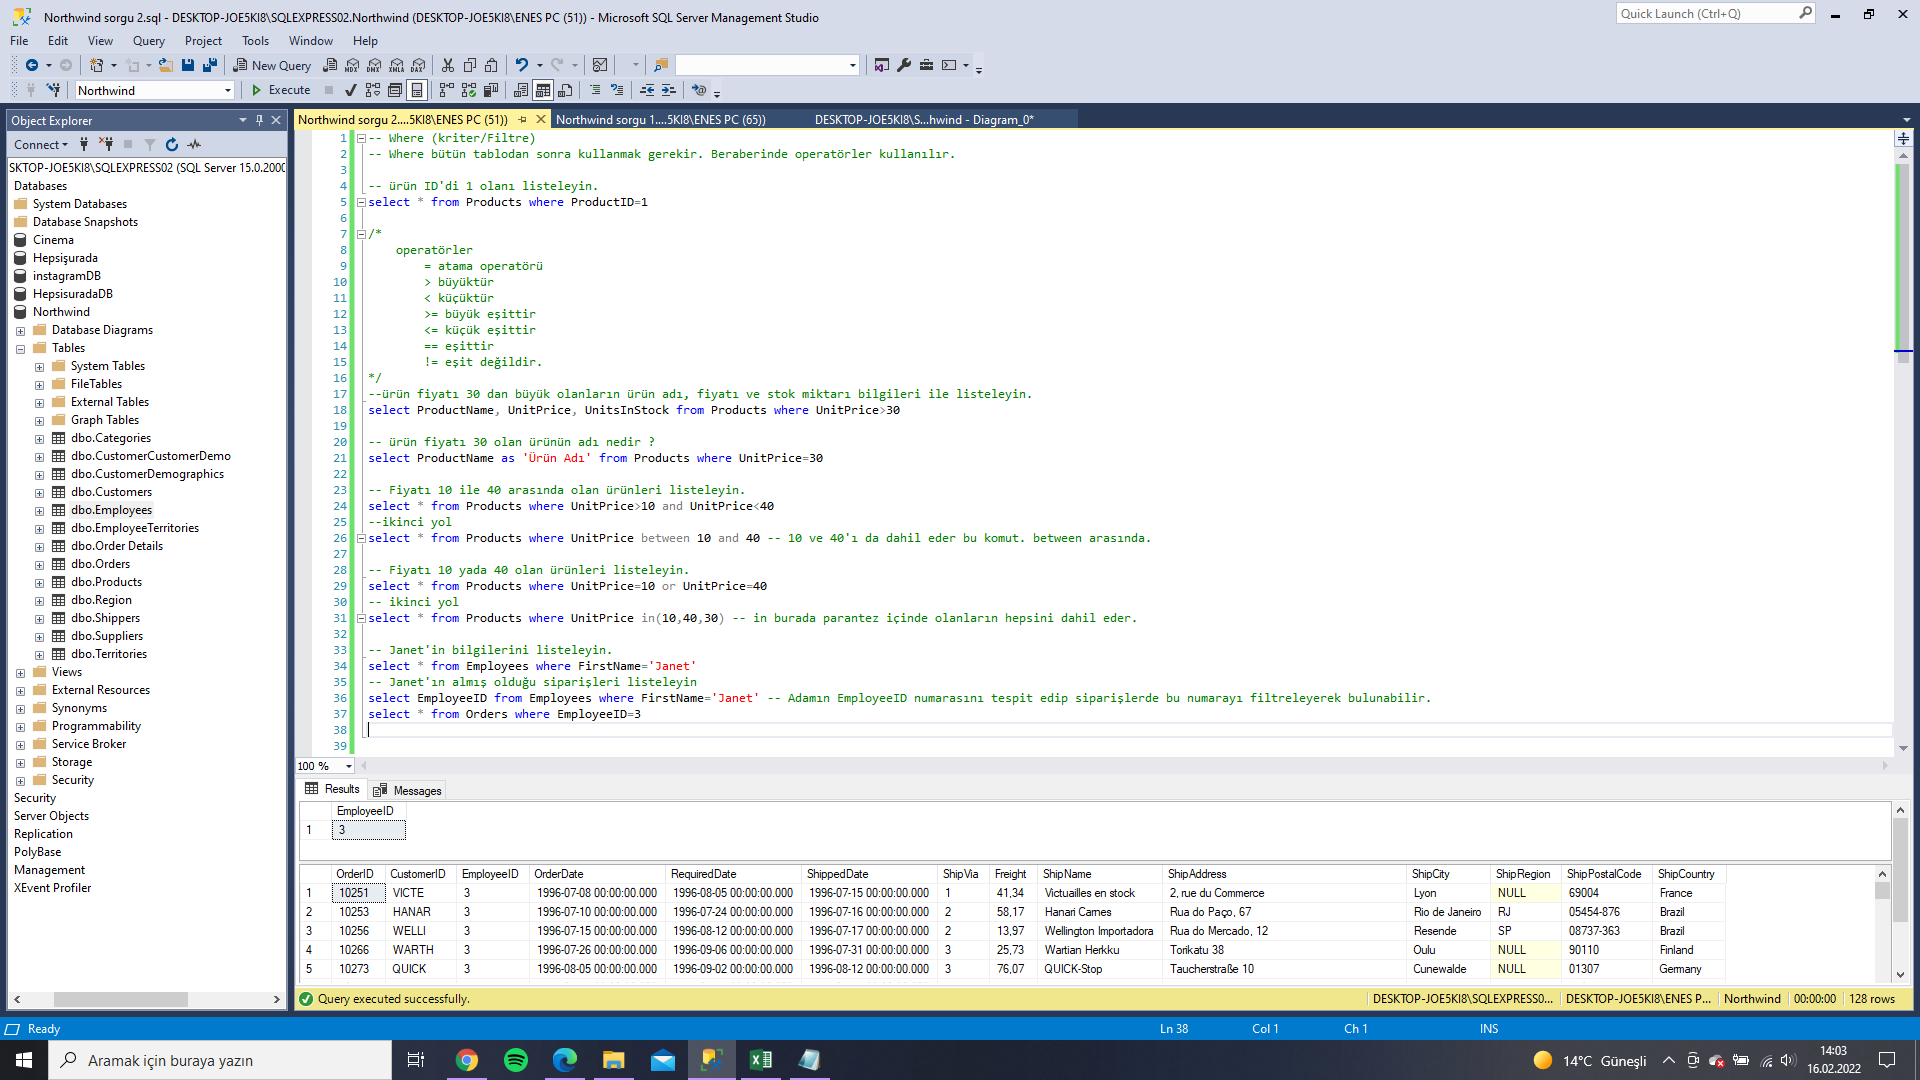 Northwind sorgu 2.sql - DESKTOP-JOE5KI8\SQLEXPRESS02.Northwind (DESKTOP-JOE5KI8\ENES PC (51)) - Microsoft SQL Server Management Studio
Quick Launch (Ctrl+Q)
File Edit View Query Project Tools Window Help
New Query
Northwind Execute
Object Explorer
Connect
SKTOP-JOE5KI8\SQLEXPRESS02 (SQL Server 15.0.2000
Databases
System Databases
Database Snapshots
Cinema
Hepsişurada
instagramDB
HepsisuradaDB
Northwind
Database Diagrams
Tables
System Tables
FileTables
External Tables
Graph Tables
dbo.Categories
dbo.CustomerCustomerDemo
dbo.CustomerDemographics
dbo.Customers
dbo.Employees
dbo.EmployeeTerritories
dbo.Order Details
dbo.Orders
dbo.Products
dbo.Region
dbo.Shippers
dbo.Suppliers
dbo.Territories
Views
External Resources
Synonyms
Programmability
Service Broker
Storage
Security
Security
Server Objects
Replication
PolyBase
Management
XEvent Profiler
Northwind sorgu 2....5KI8\ENES PC (51)) Northwind sorgu 1....5KI8\ENES PC (65)) DESKTOP-JOE5KI8\S...hwind - Diagram_0*
1 -- Where (kriter/Filtre)
2 -- Where bütün tablodan sonra kullanmak gerekir. Beraberinde operatörler kullanılır.
3
4 -- ürün ID'di 1 olanı listeleyin.
5 select * from Products where ProductID=1
6
7 /*
8 operatörler
9 = atama operatörü
10 > büyüktür
11 < küçüktür
12 >= büyük eşittir
13 <= küçük eşittir
14 == eşittir
15 != eşit değildir.
16 */
17 --ürün fiyatı 30 dan büyük olanların ürün adı, fiyatı ve stok miktarı bilgileri ile listeleyin.
18 select ProductName, UnitPrice, UnitsInStock from Products where UnitPrice>30
19
20 -- ürün fiyatı 30 olan ürünün adı nedir ?
21 select ProductName as 'Ürün Adı' from Products where UnitPrice=30
22
23 -- Fiyatı 10 ile 40 arasında olan ürünleri listeleyin.
24 select * from Products where UnitPrice>10 and UnitPrice<40
25 --ikinci yol
26 select * from Products where UnitPrice between 10 and 40 -- 10 ve 40'ı da dahil eder bu komut. between arasında.
27
28 -- Fiyatı 10 yada 40 olan ürünleri listeleyin.
29 select * from Products where UnitPrice=10 or UnitPrice=40
30 -- ikinci yol
31 select * from Products where UnitPrice in(10,40,30) -- in burada parantez içinde olanların hepsini dahil eder.
32
33 -- Janet'in bilgilerini listeleyin.
34 select * from Employees where FirstName='Janet'
35 -- Janet'ın almış olduğu siparişleri listeleyin
36 select EmployeeID from Employees where FirstName='Janet' -- Adamın EmployeeID numarasını tespit edip siparişlerde bu numarayı filtreleyerek bulunabilir.
37 select * from Orders where EmployeeID=3
38
39
100 %
Results Messages
EmployeeID
1 3
OrderID CustomerID EmployeeID OrderDate RequiredDate ShippedDate ShipVia Freight ShipName ShipAddress ShipCity ShipRegion ShipPostalCode ShipCountry
1 10251 VICTE 3 1996-07-08 00:00:00.000 1996-08-05 00:00:00.000 1996-07-15 00:00:00.000 1 41,34 Victuailles en stock 2, rue du Commerce Lyon NULL 69004 France
2 10253 HANAR 3 1996-07-10 00:00:00.000 1996-07-24 00:00:00.000 1996-07-16 00:00:00.000 2 58,17 Hanari Carnes Rua do Paço, 67 Rio de Janeiro RJ 05454-876 Brazil
3 10256 WELLI 3 1996-07-15 00:00:00.000 1996-08-12 00:00:00.000 1996-07-17 00:00:00.000 2 13,97 Wellington Importadora Rua do Mercado, 12 Resende SP 08737-363 Brazil
4 10266 WARTH 3 1996-07-26 00:00:00.000 1996-09-06 00:00:00.000 1996-07-31 00:00:00.000 3 25,73 Wartian Herkku Torikatu 38 Oulu NULL 90110 Finland
5 10273 QUICK 3 1996-08-05 00:00:00.000 1996-09-02 00:00:00.000 1996-08-12 00:00:00.000 3 76,07 QUICK-Stop Taucherstraße 10 Cunewalde NULL 01307 Germany
Query executed successfully. DESKTOP-JOE5KI8\SQLEXPRESS0... DESKTOP-JOE5KI8\ENES P... Northwind 00:00:00 128 rows
Ready Ln 38 Col 1 Ch 1 INS
Aramak için buraya yazın
14°C Güneşli
14:03
16.02.2022